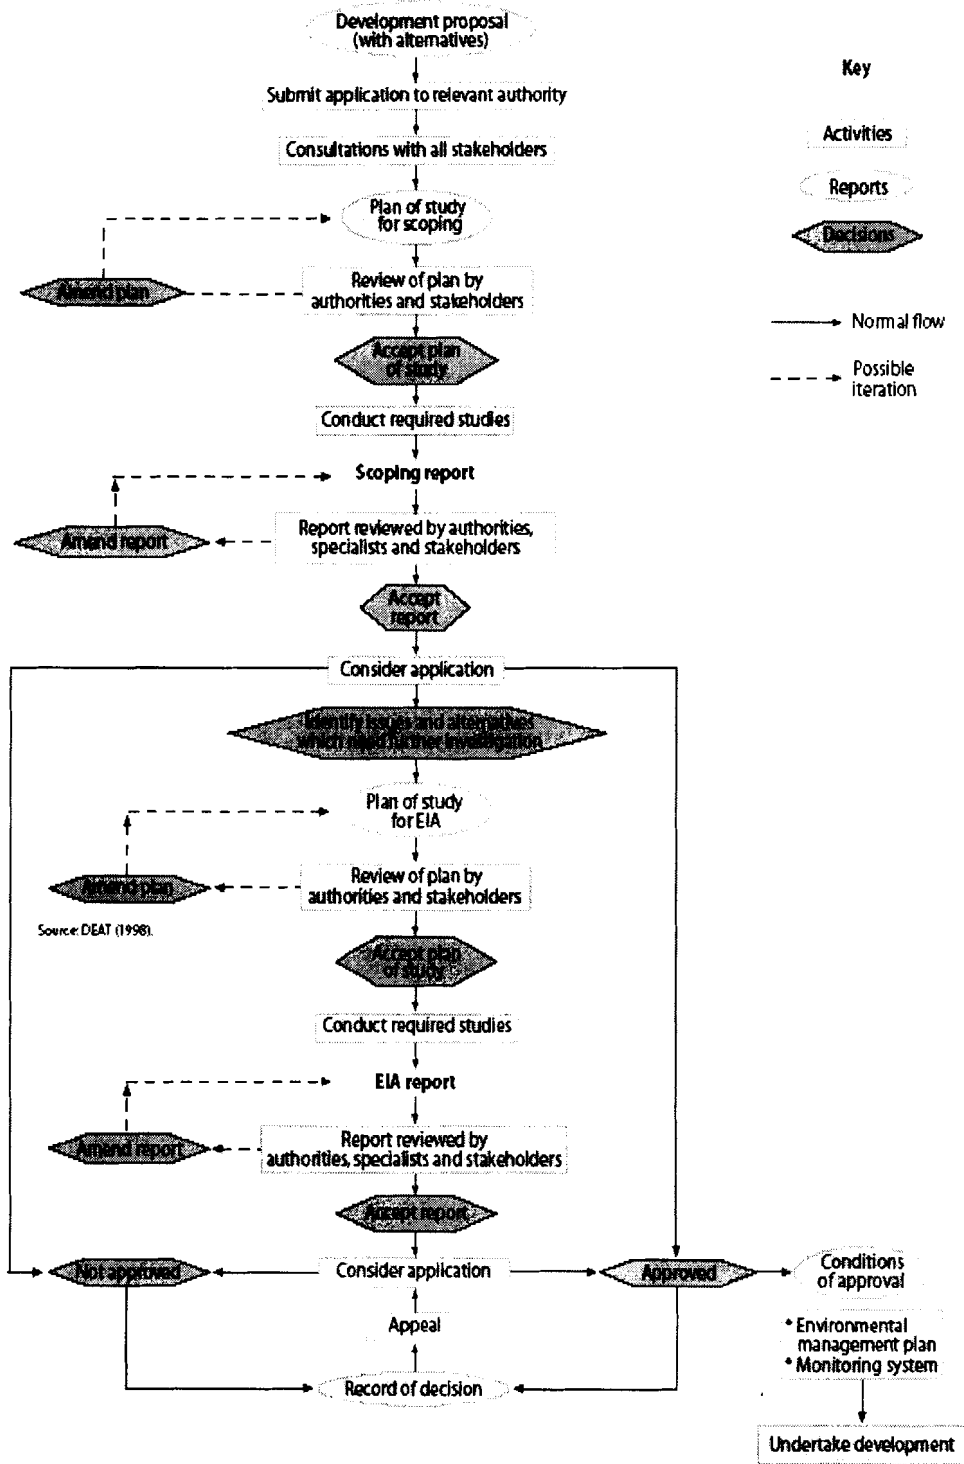 Development proposal
(with alternatives)
Key
Submit application to relevant authority
Activities
Consultations with all stakeholders
Reports
Plan of study
for scoping
Decisions
Amend plan
Review of plan by
authorities and stakeholders
Normal flow
Accept plan
of study
Possible
iteration
Conduct required studies
Scoping report
Amend report
Report reviewed by authorities,
specialists and stakeholders
Accept
report
Consider application
Identify issues and alternatives
which need further investigation
Plan of study
for EIA
Amend plan
Review of plan by
authorities and stakeholders
Source: DEAT (1998).
Accept plan
of study
Conduct required studies
EIA report
Amend report
Report reviewed by
authorities, specialists and stakeholders
Accept report
Not approved
Consider application
Approved
Conditions
of approval
Appeal
* Environmental
management plan
* Monitoring system
Record of decision
Undertake development